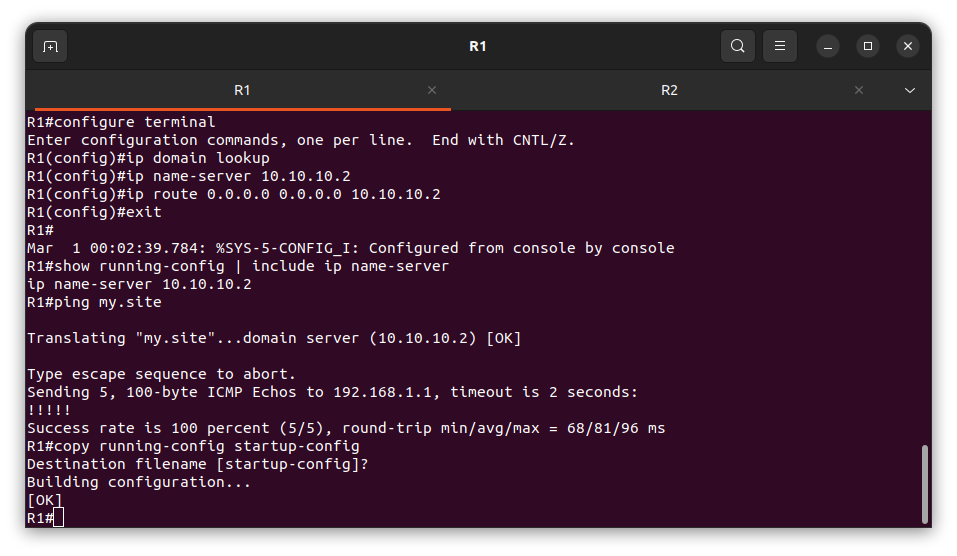 R1
R1
R2
R1#configure terminal
Enter configuration commands, one per line.  End with CNTL/Z.
R1(config)#ip domain lookup
R1(config)#ip name-server 10.10.10.2
R1(config)#ip route 0.0.0.0 0.0.0.0 10.10.10.2
R1(config)#exit
R1#
Mar  1 00:02:39.784: %SYS-5-CONFIG_I: Configured from console by console
R1#show running-config | include ip name-server
ip name-server 10.10.10.2
R1#ping my.site
Translating "my.site"...domain server (10.10.10.2) [OK]
Type escape sequence to abort.
Sending 5, 100-byte ICMP Echos to 192.168.1.1, timeout is 2 seconds:
!!!!!
Success rate is 100 percent (5/5), round-trip min/avg/max = 68/81/96 ms
R1#copy running-config startup-config
Destination filename [startup-config]?
Building configuration...
[OK]
R1#